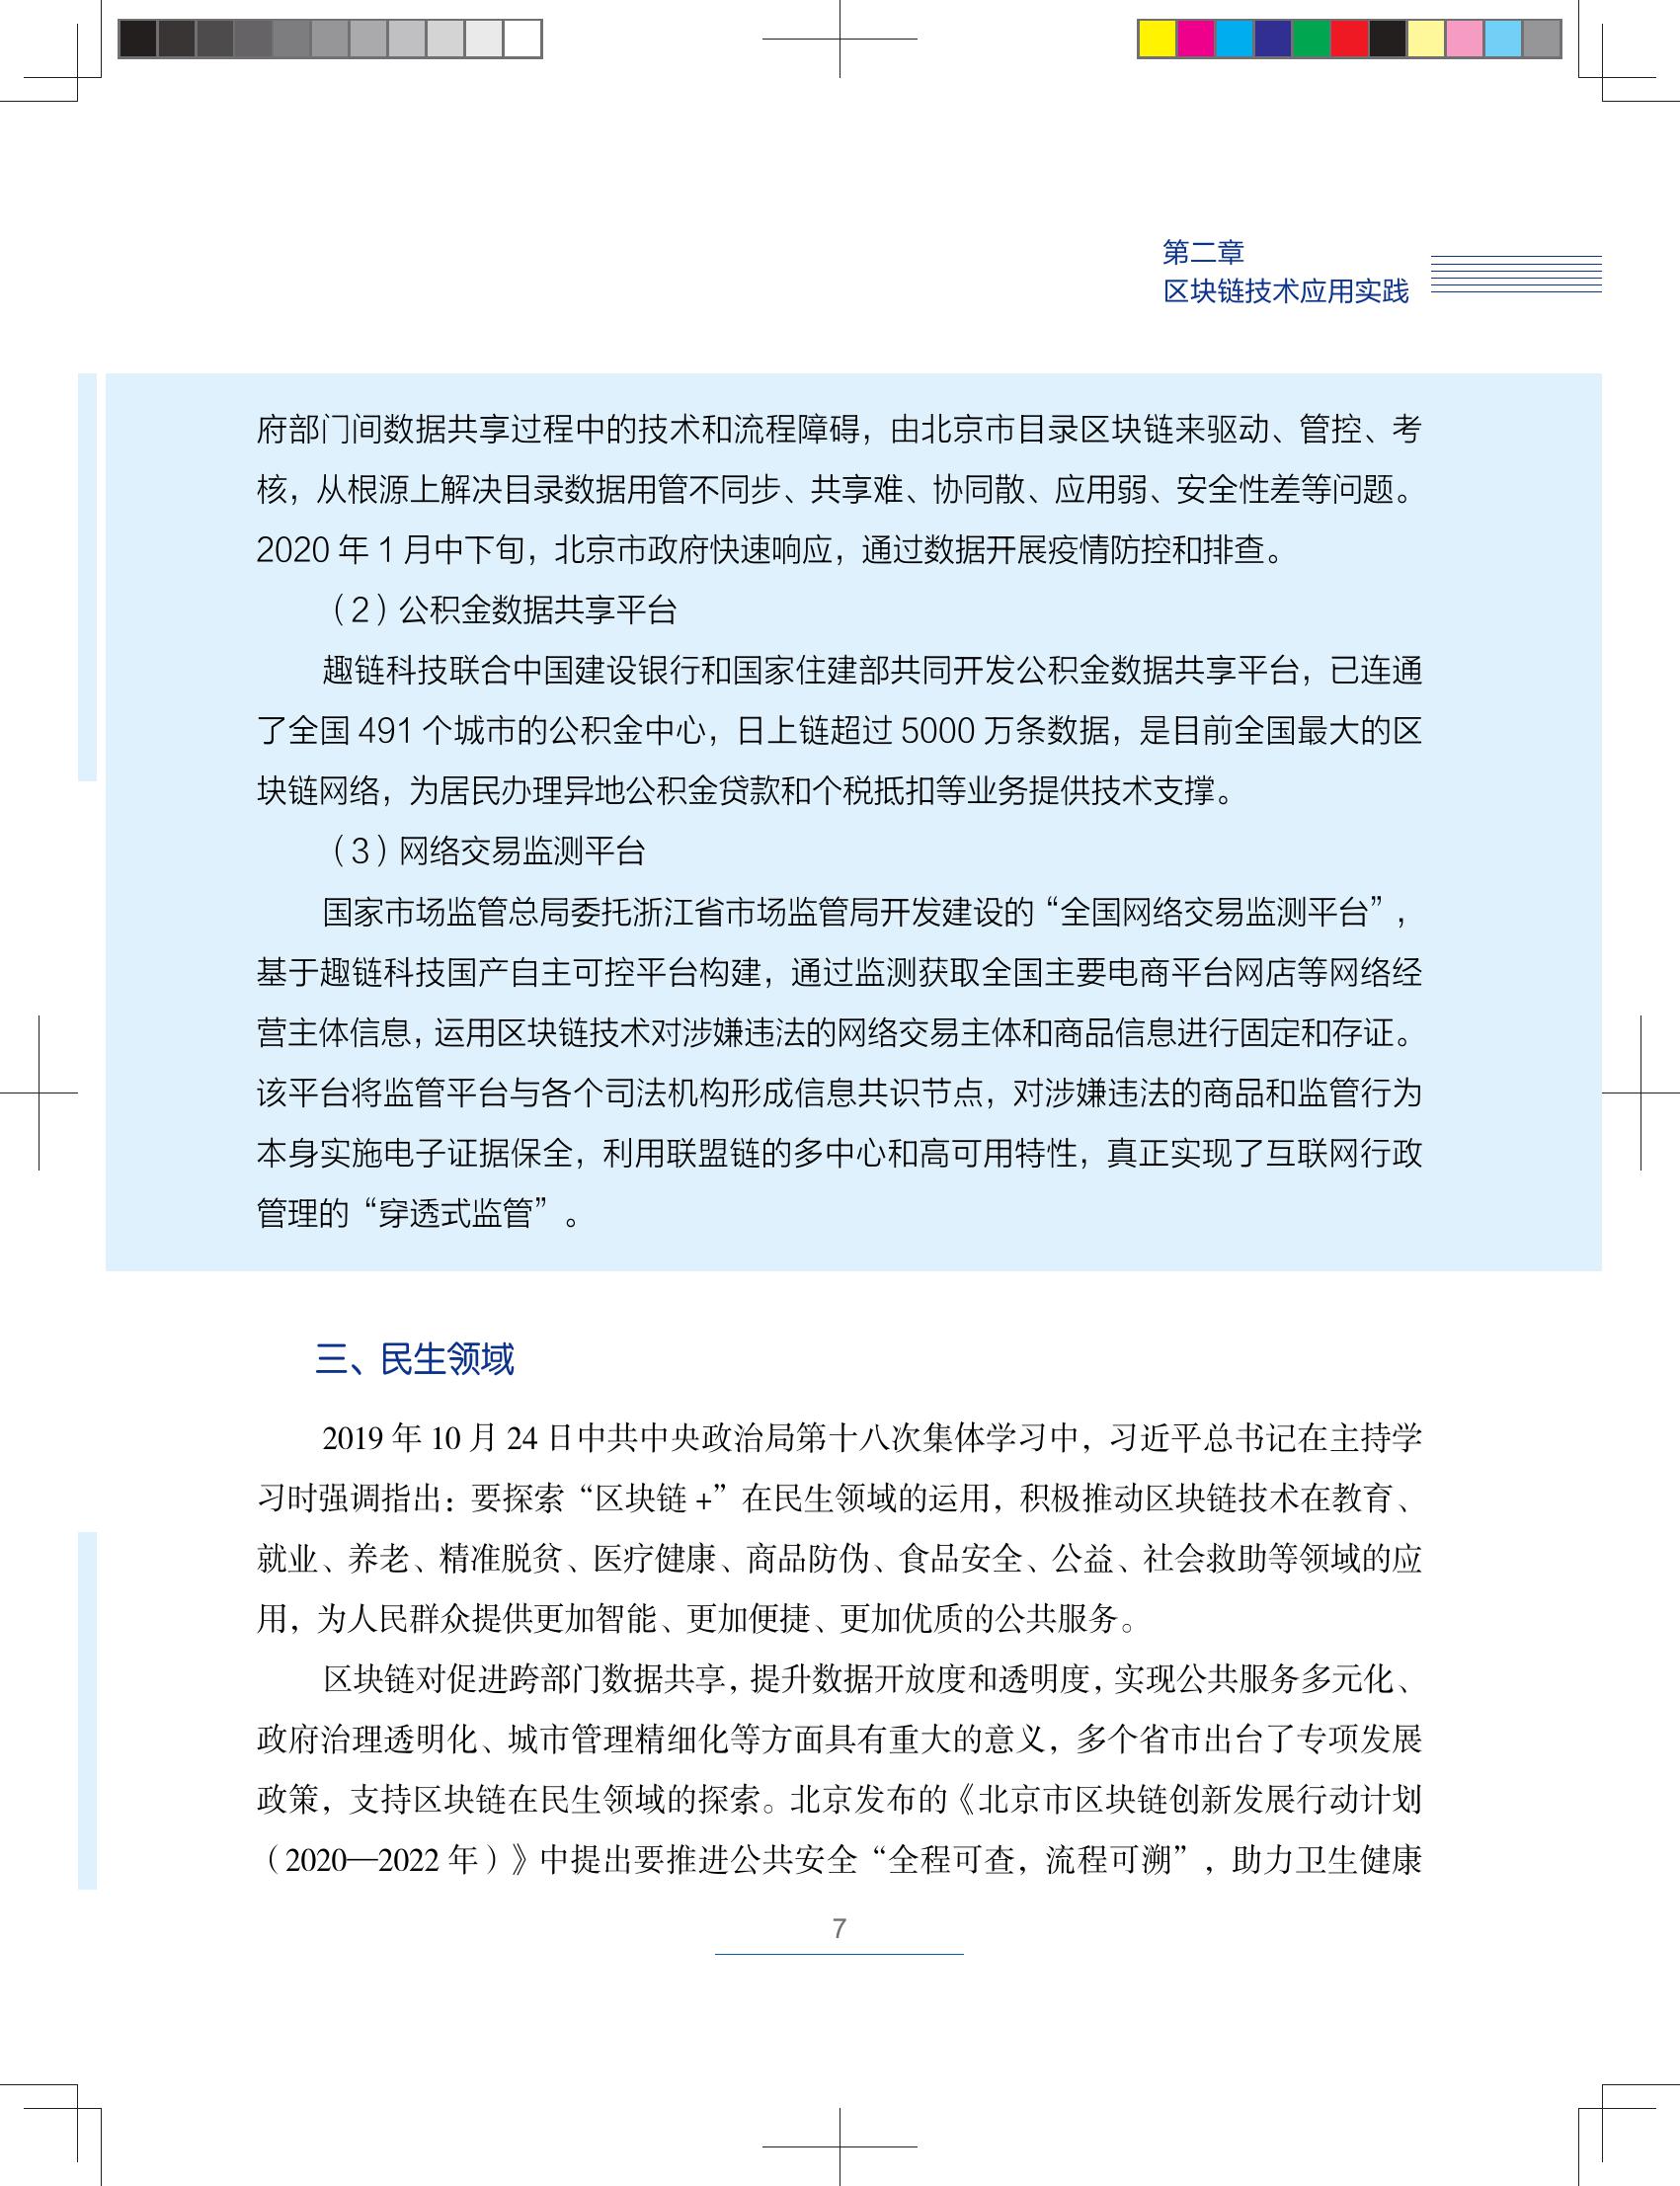 第二章
区块链技术应用实践
府部门间数据共享过程中的技术和流程障碍，由北京市目录区块链来驱动、管控、考
核，从根源上解决目录数据用管不同步、共享难、协同散、应用弱、安全性差等问题。
2020 年 1 月中下旬，北京市政府快速响应，通过数据开展疫情防控和排查。
（2）公积金数据共享平台
趣链科技联合中国建设银行和国家住建部共同开发公积金数据共享平台，已连通
了全国 491 个城市的公积金中心，日上链超过 5000 万条数据，是目前全国最大的区
块链网络，为居民办理异地公积金贷款和个税抵扣等业务提供技术支撑。
（3）网络交易监测平台
国家市场监管总局委托浙江省市场监管局开发建设的“全国网络交易监测平台”，
基于趣链科技国产自主可控平台构建，通过监测获取全国主要电商平台网店等网络经
营主体信息，运用区块链技术对涉嫌违法的网络交易主体和商品信息进行固定和存证。
该平台将监管平台与各个司法机构形成信息共识节点，对涉嫌违法的商品和监管行为
本身实施电子证据保全，利用联盟链的多中心和高可用特性，真正实现了互联网行政
管理的“穿透式监管”。
三、民生领域
2019 年 10 月 24 日中共中央政治局第十八次集体学习中，习近平总书记在主持学
习时强调指出：要探索“区块链 +”在民生领域的运用，积极推动区块链技术在教育、
就业、养老、精准脱贫、医疗健康、商品防伪、食品安全、公益、社会救助等领域的应
用，为人民群众提供更加智能、更加便捷、更加优质的公共服务。
区块链对促进跨部门数据共享，提升数据开放度和透明度，实现公共服务多元化、
政府治理透明化、城市管理精细化等方面具有重大的意义，多个省市出台了专项发展
政策，支持区块链在民生领域的探索。北京发布的《北京市区块链创新发展行动计划
（2020—2022 年）》中提出要推进公共安全“全程可查，流程可溯”，助力卫生健康
7